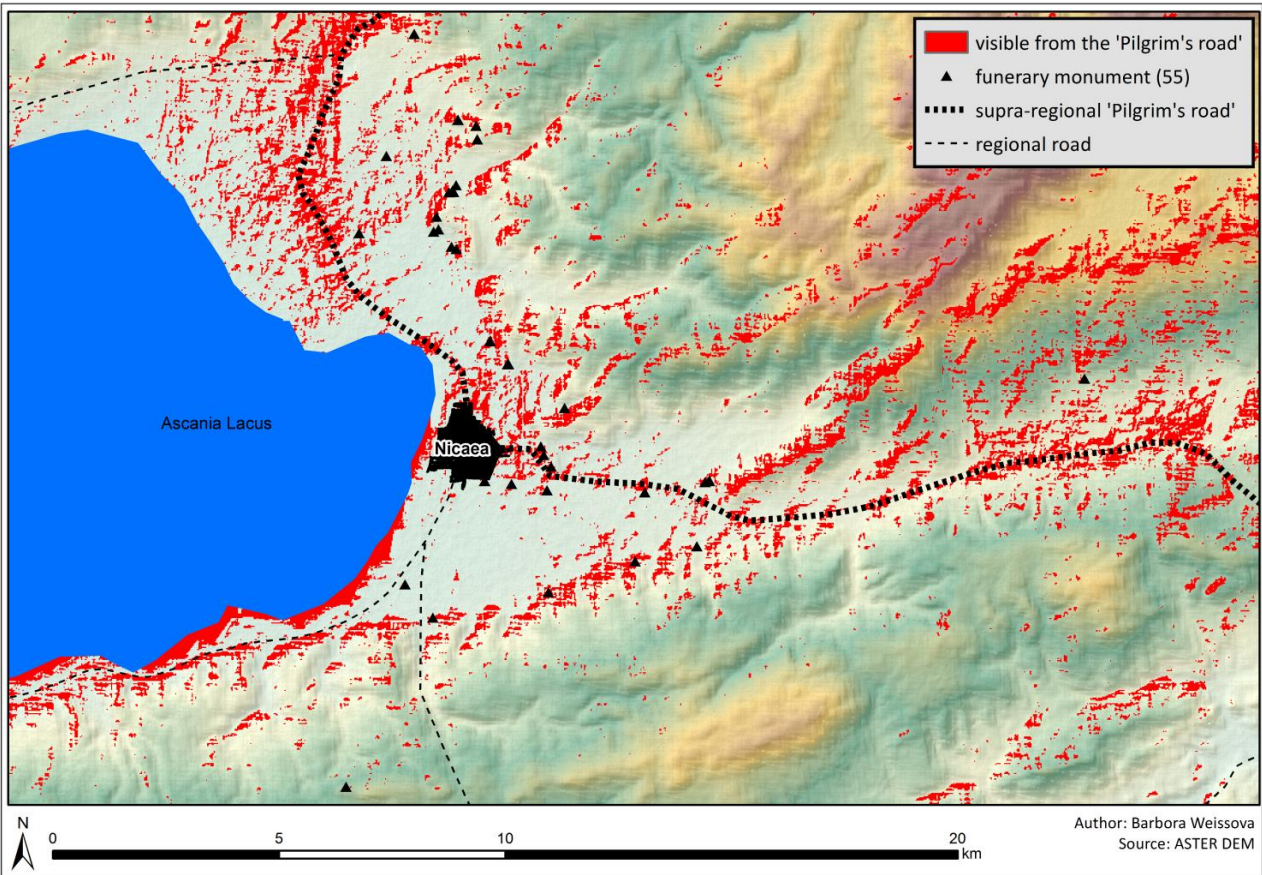 visible from the 'Pilgrim's road'
funerary monument (55)
supra-regional 'Pilgrim's road'
regional road
Ascania Lacus
Nicaea
N
0 5 10 20
km
Author: Barbora Weissova
Source: ASTER DEM